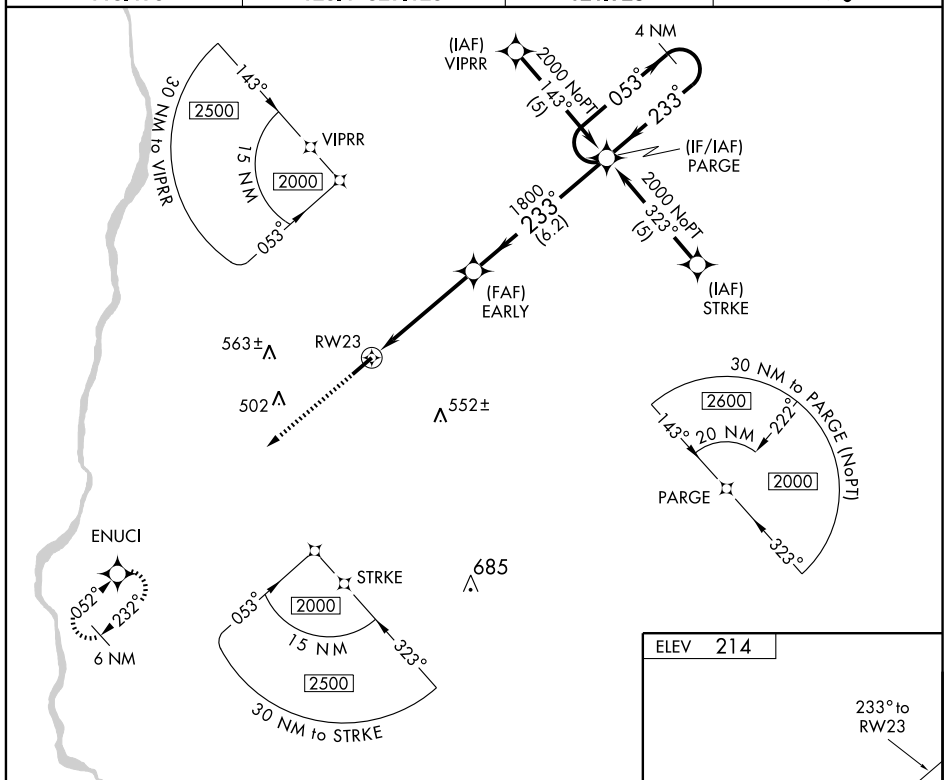 (IAF)
VIPRR
4 NM
2000 NoPT
143°
(5)
053°
233°
(IF/IAF)
PARGE
143°
30 NM to VIPRR
2500
15 NM
VIPRR
2000
053°
1800
233°
(6.2)
2000 NoPT
323°
(5)
(FAF)
EARLY
(IAF)
STRKE
563±
RW23
502
552±
30 NM to PARGE (NoPT)
2600
143°
20 NM
222°
2000
PARGE
323°
ENUCI
052°
232°
6 NM
STRKE
053°
2000
15 NM
323°
2500
30 NM to STRKE
685
ELEV 214
233° to
RW23